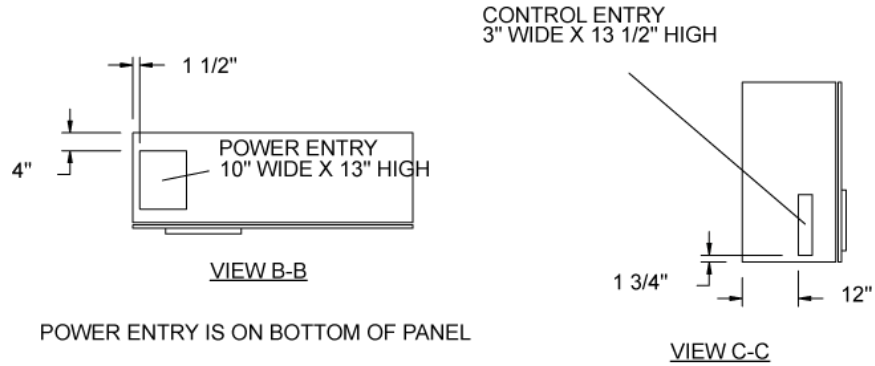 CONTROL ENTRY
3" WIDE X 13 1/2" HIGH
1 1/2"
POWER ENTRY
10" WIDE X 13" HIGH
4"
VIEW B-B
1 3/4"
12"
POWER ENTRY IS ON BOTTOM OF PANEL
VIEW C-C